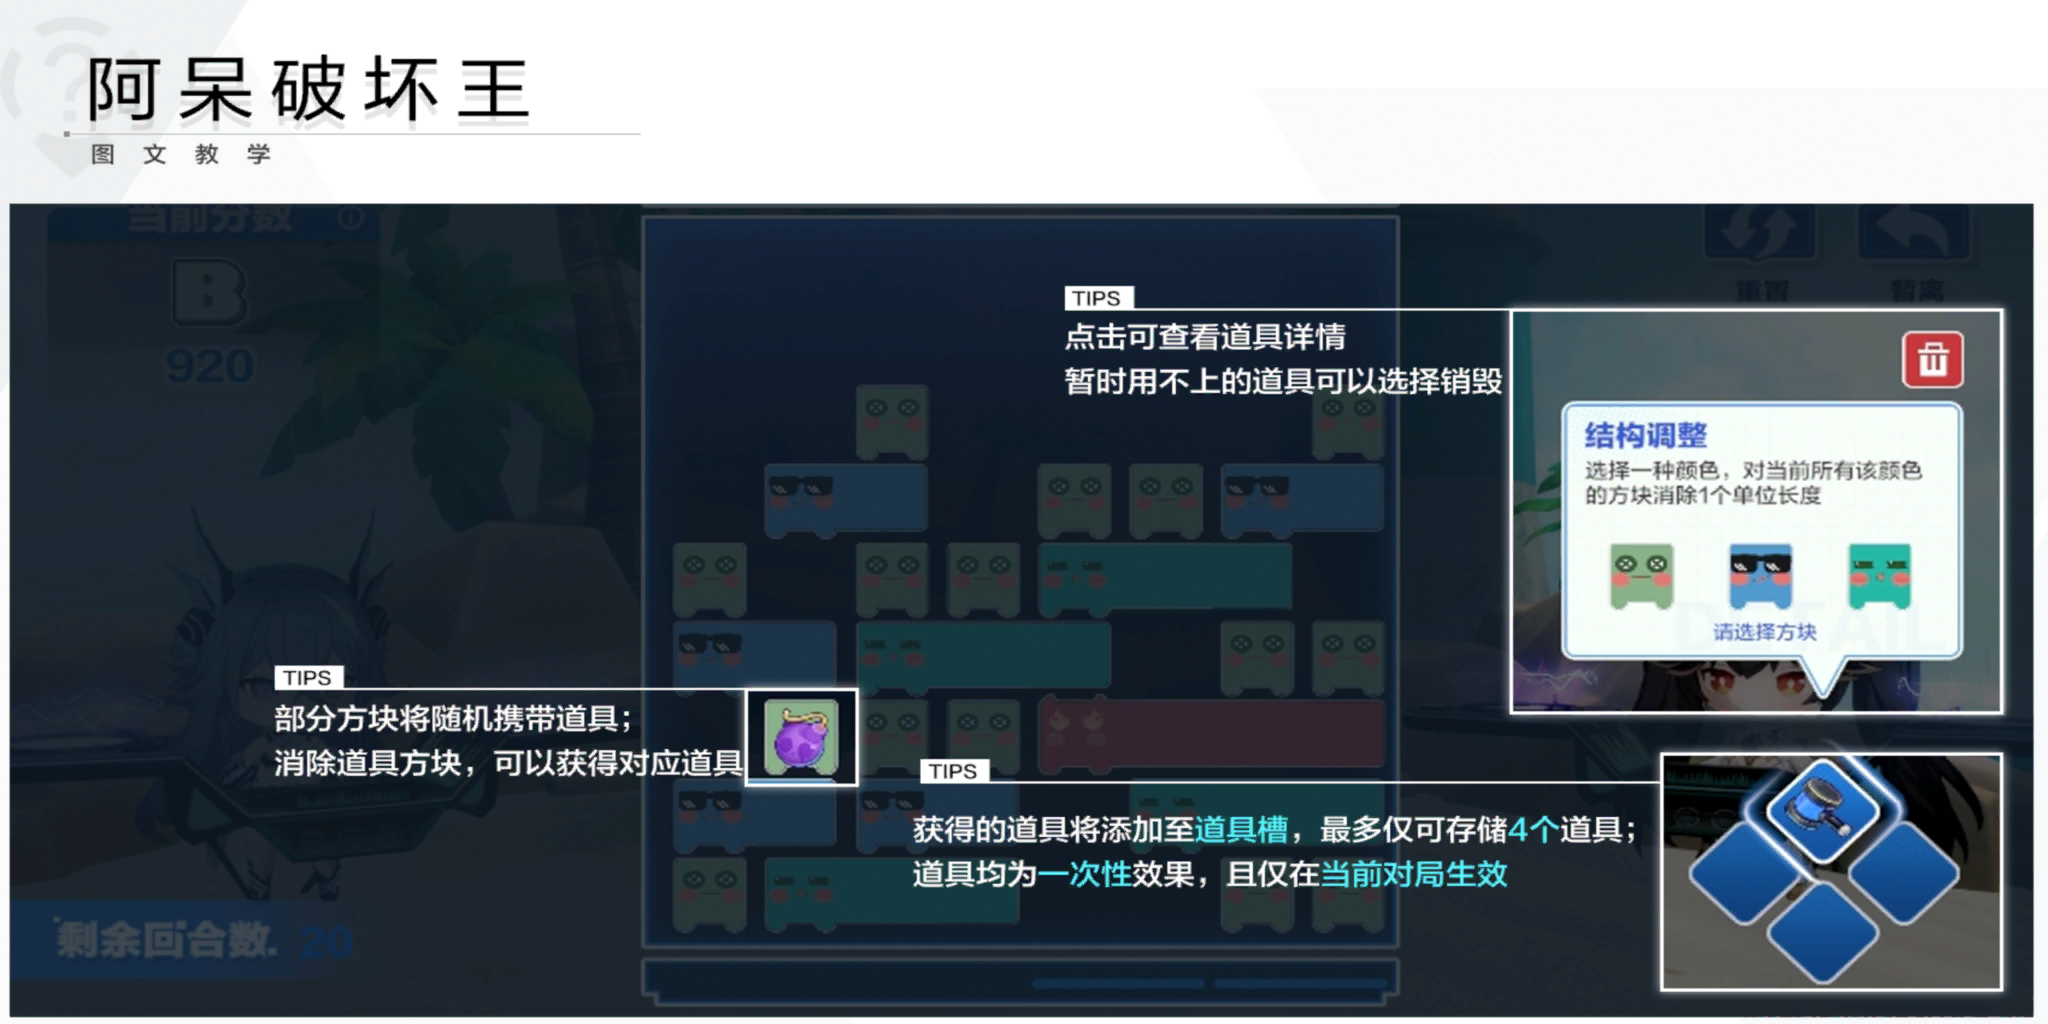 阿呆破坏王
图文教学
当前分数
B
920
重置
暂离
TIPS
点击可查看道具详情
暂时用不上的道具可以选择销毁
结构调整
选择一种颜色，对当前所有该颜色
的方块消除1个单位长度
请选择方块
TIPS
部分方块将随机携带道具；
消除道具方块，可以获得对应道具
TIPS
获得的道具将添加至道具槽，最多仅可存储4个道具；
道具均为一次性效果，且仅在当前对局生效
剩余回合数. 20